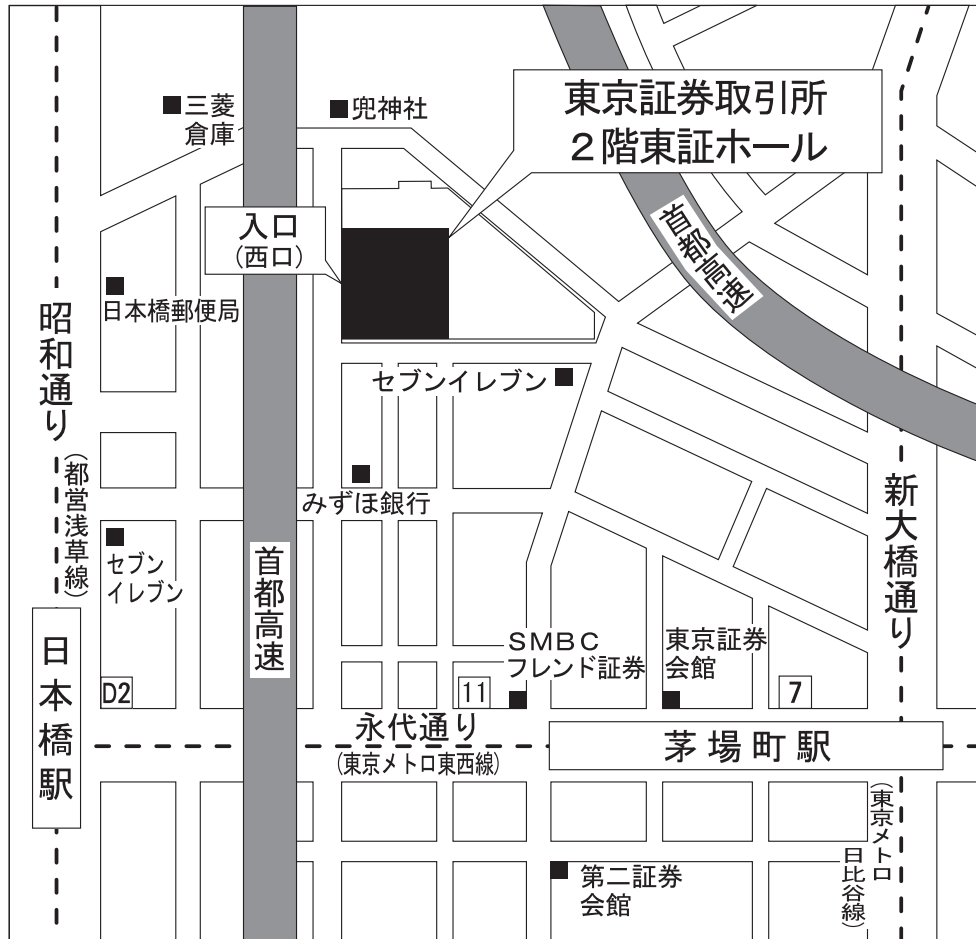 三菱
倉庫
兜神社
東京証券取引所
2階東証ホール
入口
(西口)
首都高速
日本橋郵便局
昭和通り
(都営浅草線)
セブンイレブン
みずほ銀行
新大橋通り
セブン
イレブン
首都高速
日本橋駅
D2
SMBC
フレンド証券
東京証券
会館
11
7
永代通り
(東京メトロ東西線)
茅場町駅
(東京メトロ
日比谷線)
第二証券
会館